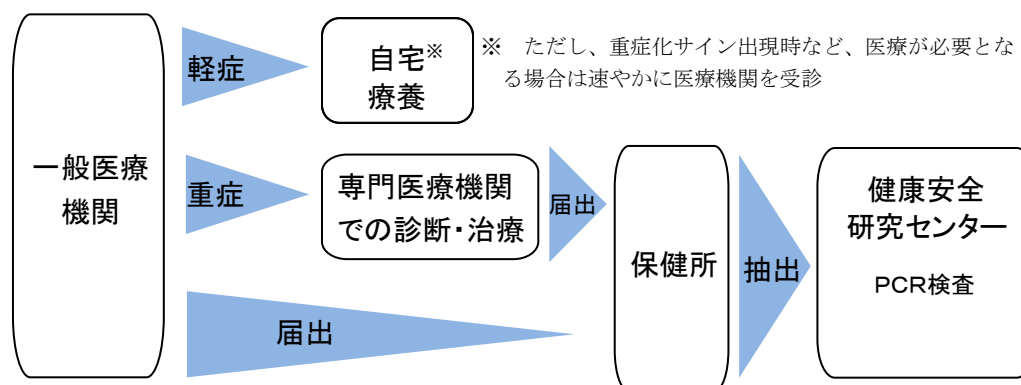 一般医療
機関
軽症
自宅※
療養
※　ただし、重症化サイン出現時など、医療が必要とな
る場合は速やかに医療機関を受診
重症
専門医療機関
での診断・治療
届出
届出
保健所
抽出
健康安全
研究センター
PCR検査